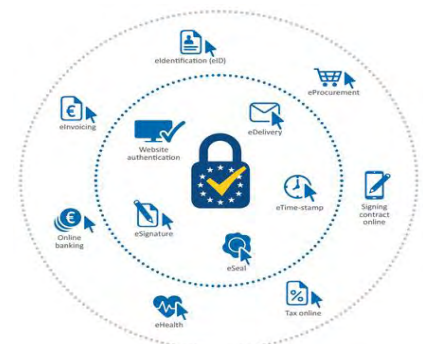 eIdentification (eID)
eProcurement
eInvoicing
eDelivery
Website
authentication
eTime-stamp
Signing
contract
online
eSignature
Online
banking
eSeal
Tax online
eHealth